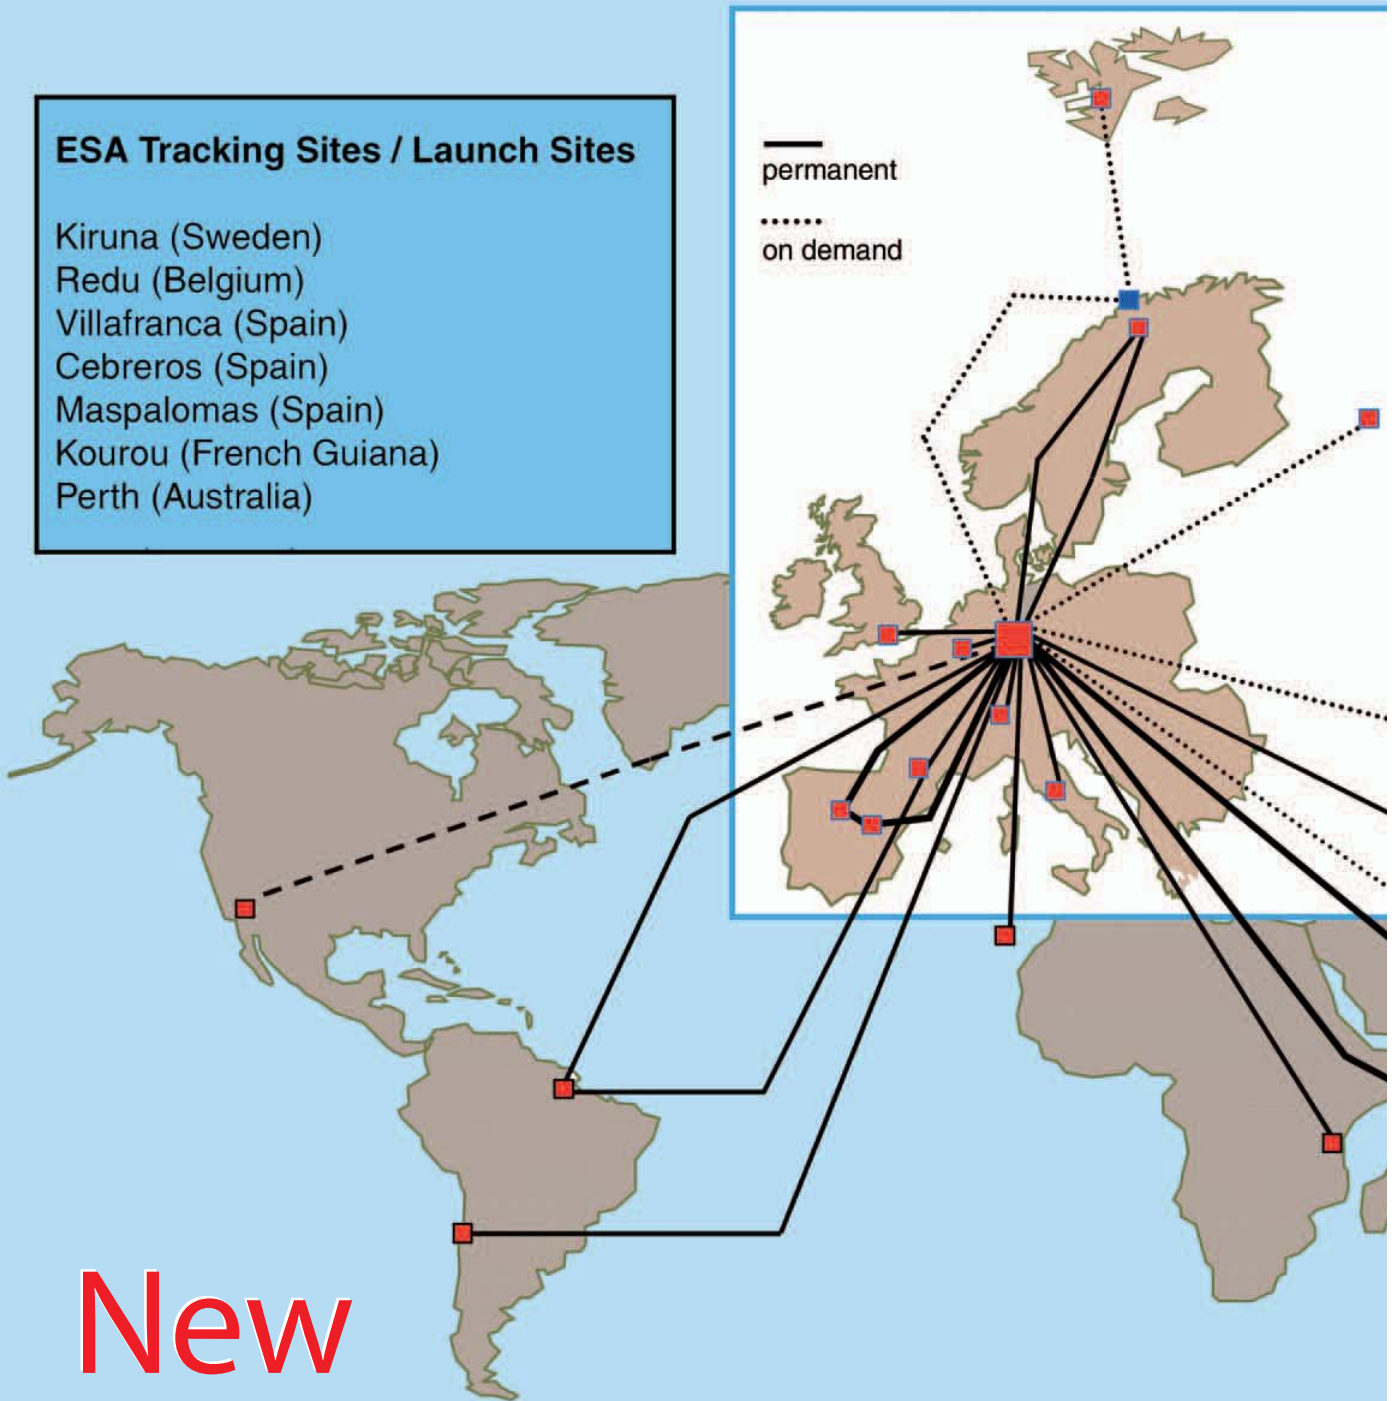 ESA Tracking Sites / Launch Sites
Kiruna (Sweden)
Redu (Belgium)
Villafranca (Spain)
Cebreros (Spain)
Maspalomas (Spain)
Kourou (French Guiana)
Perth (Australia)
permanent
on demand
New